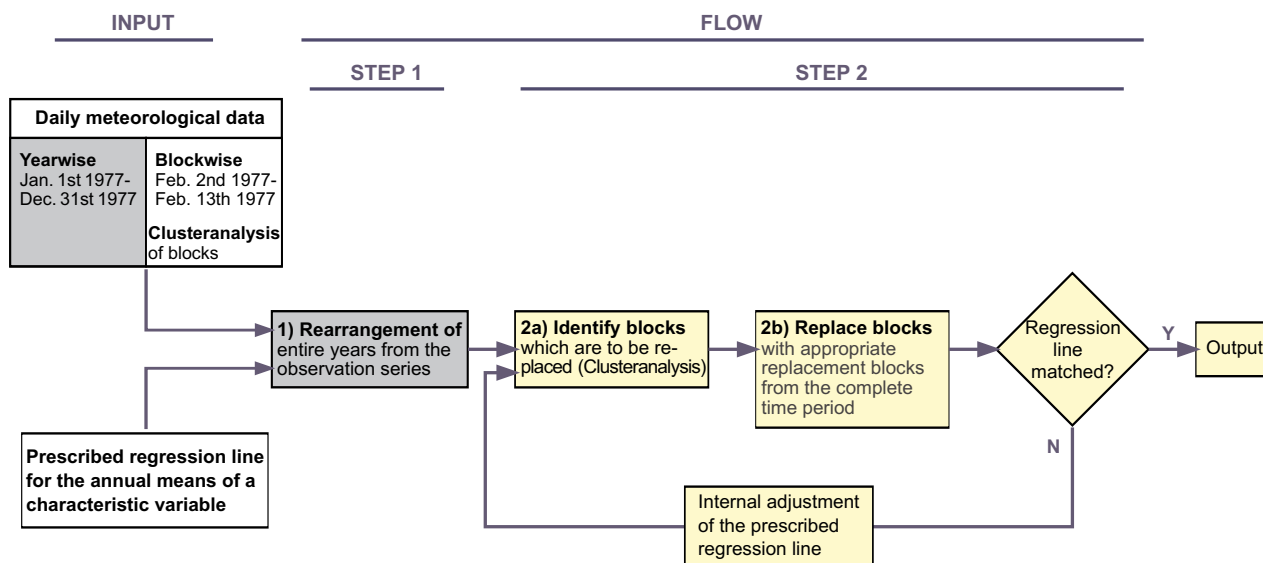 INPUT
FLOW
STEP 1
STEP 2
Daily meteorological data
Yearwise
Jan. 1st 1977-
Dec. 31st 1977
Blockwise
Feb. 2nd 1977-
Feb. 13th 1977
Clusteranalysis
of blocks
Prescribed regression line
for the annual means of a
characteristic variable
1) Rearrangement of
entire years from the
observation series
2a) Identify blocks
which are to be re-
placed (Clusteranalysis)
2b) Replace blocks
with appropriate
replacement blocks
from the complete
time period
Regression
line
matched?
Y
Output
N
Internal adjustment
of the prescribed
regression line